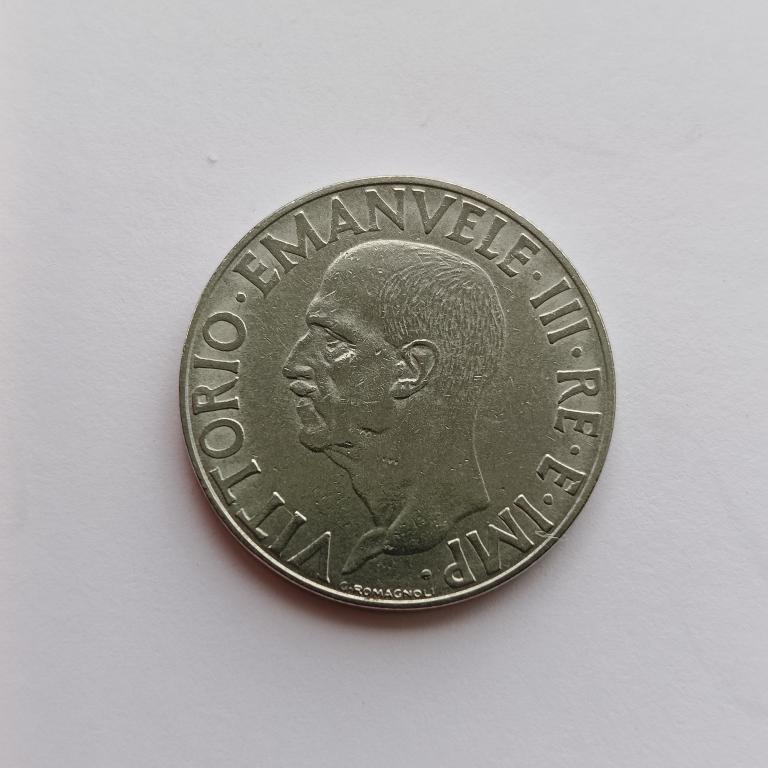 VITTORIO · EMANVELE · III · RE · E · IMP ·
G. ROMAGNOLI